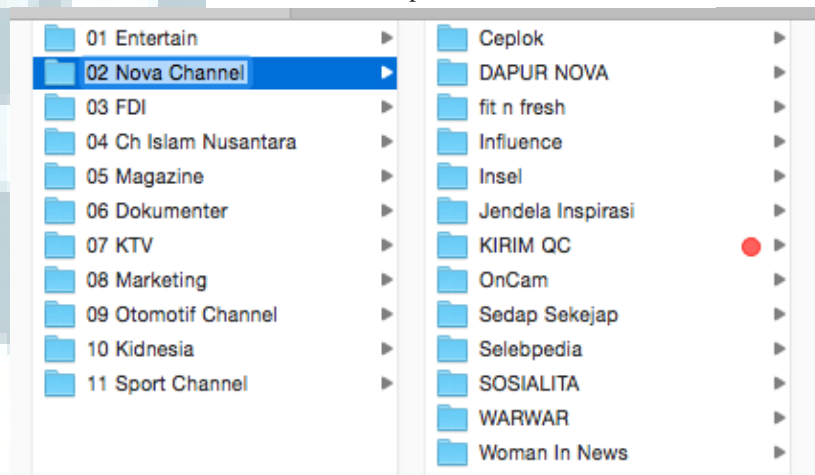 01 Entertain
02 Nova Channel
03 FDI
04 Ch Islam Nusantara
05 Magazine
06 Dokumenter
07 KTV
08 Marketing
09 Otomotif Channel
10 Kidnesia
11 Sport Channel
Ceplok
DAPUR NOVA
fit n fresh
Influence
Insel
Jendela Inspirasi
KIRIM QC
OnCam
Sedap Sekejap
Selebpedia
SOSIALITA
WARWAR
Woman In News